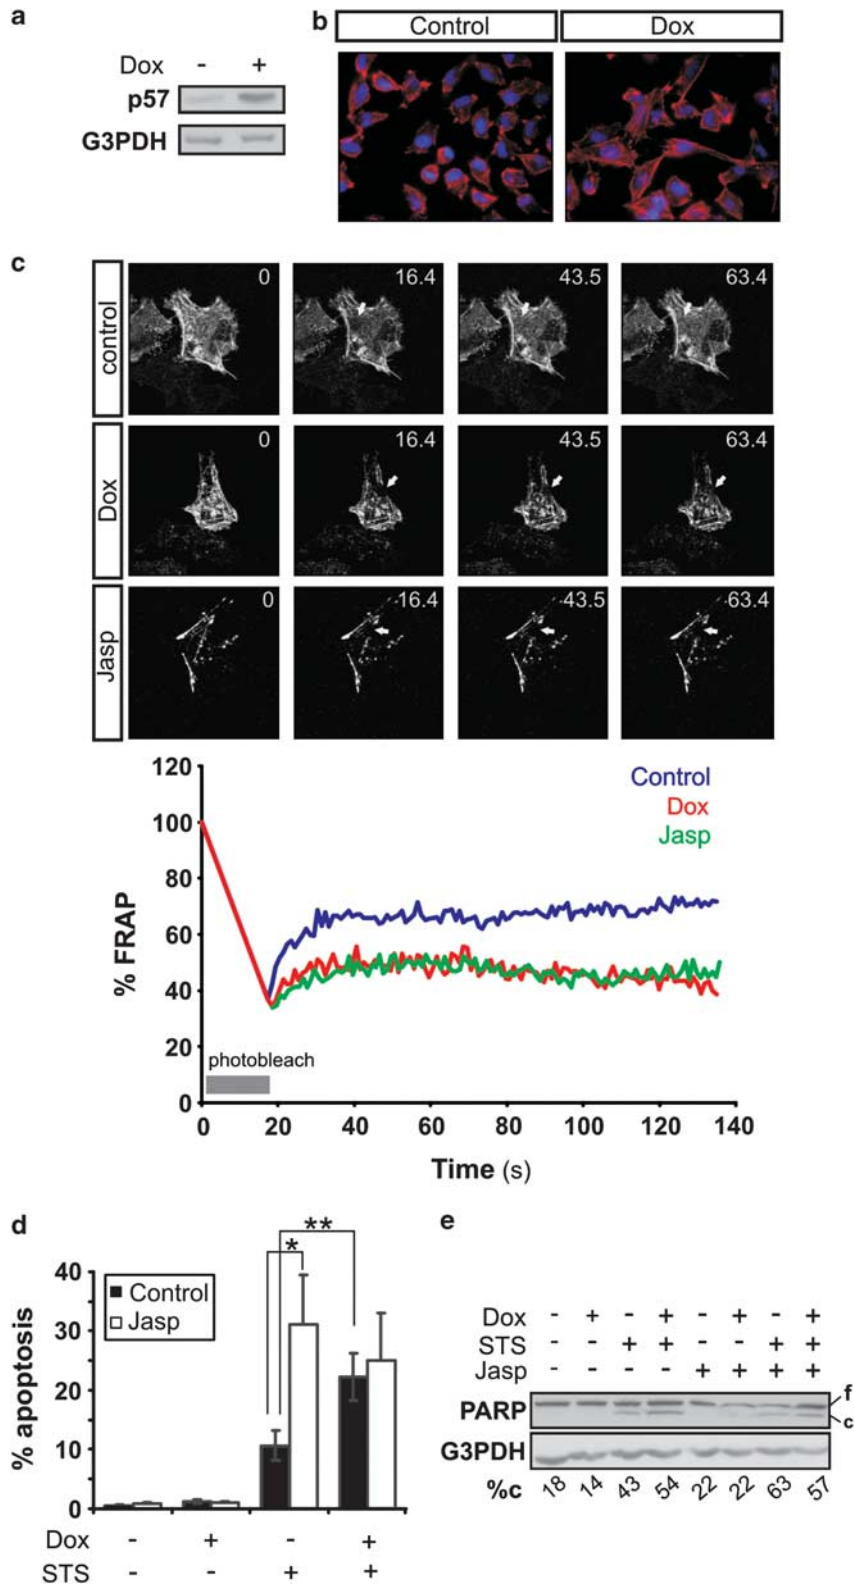 a
Dox - +
p57
G3PDH
b
Control Dox
c
control 0 16.4 43.5 63.4
Dox 0 16.4 43.5 63.4
Jasp 0 16.4 43.5 63.4
% FRAP
120
100
80
60
40
20
0
Control
Dox
Jasp
photobleach
0 20 40 60 80 100 120 140
Time (s)
d
% apoptosis
40
30
20
10
0
Control
Jasp
*
**
Dox - + - +
STS - - + +
e
Dox - + - + - + - +
STS - - + + - - + +
Jasp - - - - + + + +
PARP f
c
G3PDH
%c 18 14 43 54 22 22 63 57